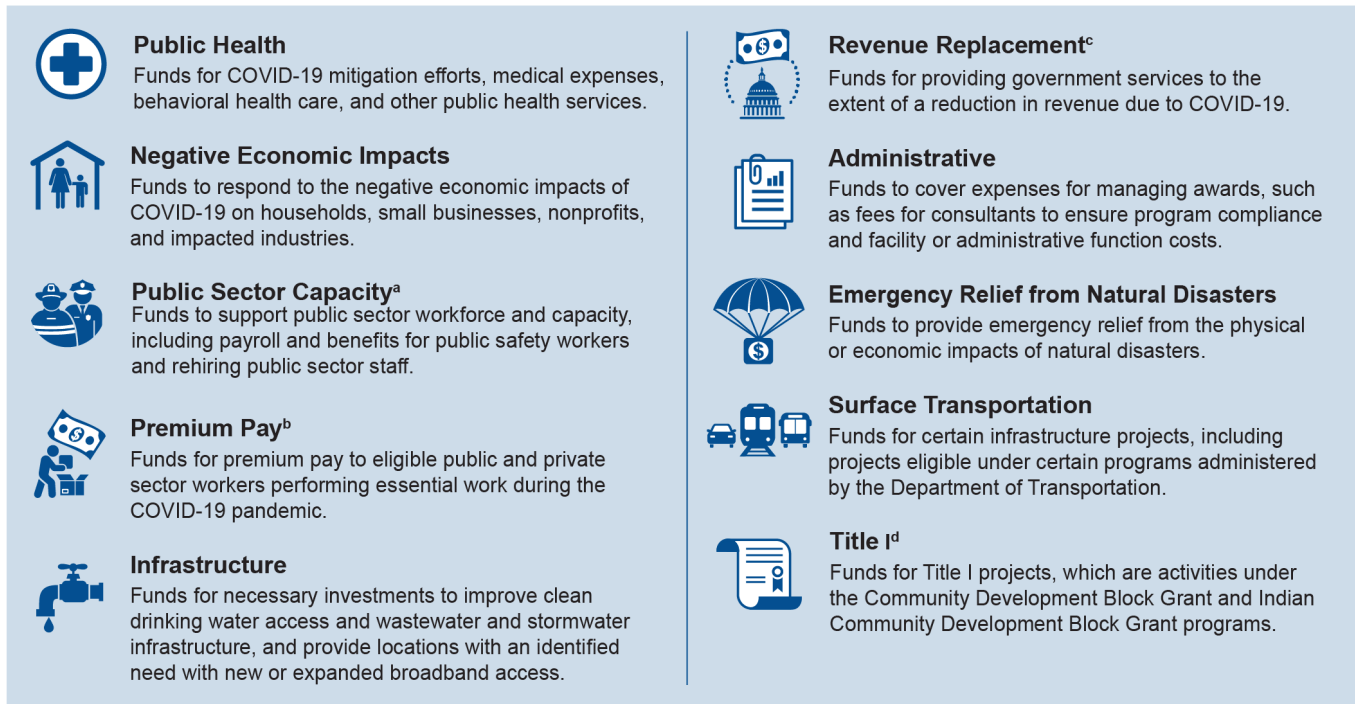 Public Health
Funds for COVID-19 mitigation efforts, medical expenses,
behavioral health care, and other public health services.
Negative Economic Impacts
Funds to respond to the negative economic impacts of
COVID-19 on households, small businesses, nonprofits,
and impacted industries.
Public Sector Capacityᵃ
Funds to support public sector workforce and capacity,
including payroll and benefits for public safety workers
and rehiring public sector staff.
Premium Payᵇ
Funds for premium pay to eligible public and private
sector workers performing essential work during the
COVID-19 pandemic.
Infrastructure
Funds for necessary investments to improve clean
drinking water access and wastewater and stormwater
infrastructure, and provide locations with an identified
need with new or expanded broadband access.
Revenue Replacementᶜ
Funds for providing government services to the
extent of a reduction in revenue due to COVID-19.
Administrative
Funds to cover expenses for managing awards, such
as fees for consultants to ensure program compliance
and facility or administrative function costs.
Emergency Relief from Natural Disasters
Funds to provide emergency relief from the physical
or economic impacts of natural disasters.
Surface Transportation
Funds for certain infrastructure projects, including
projects eligible under certain programs administered
by the Department of Transportation.
Title Iᵈ
Funds for Title I projects, which are activities under
the Community Development Block Grant and Indian
Community Development Block Grant programs.